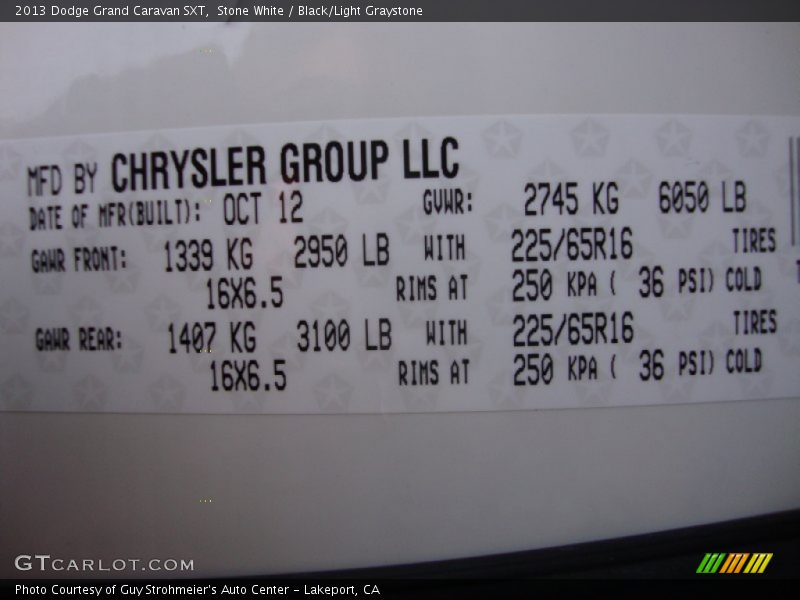 2013 Dodge Grand Caravan SXT,  Stone White / Black/Light Graystone
MFD BY CHRYSLER GROUP LLC
DATE OF MFR(BUILT): OCT 12 GVWR: 2745 KG 6050 LB
GAWR FRONT: 1339 KG 2950 LB WITH 225/65R16 TIRES
16X6.5 RIMS AT 250 KPA ( 36 PSI) COLD
GAWR REAR: 1407 KG 3100 LB WITH 225/65R16 TIRES
16X6.5 RIMS AT 250 KPA ( 36 PSI) COLD
GTCARLOT.COM
Photo Courtesy of Guy Strohmeier's Auto Center - Lakeport, CA